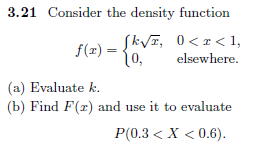 3.21 Consider the density function
f(x) = { k√x, 0 < x < 1,
0, elsewhere.
(a) Evaluate k.
(b) Find F(x) and use it to evaluate
P(0.3 < X < 0.6).